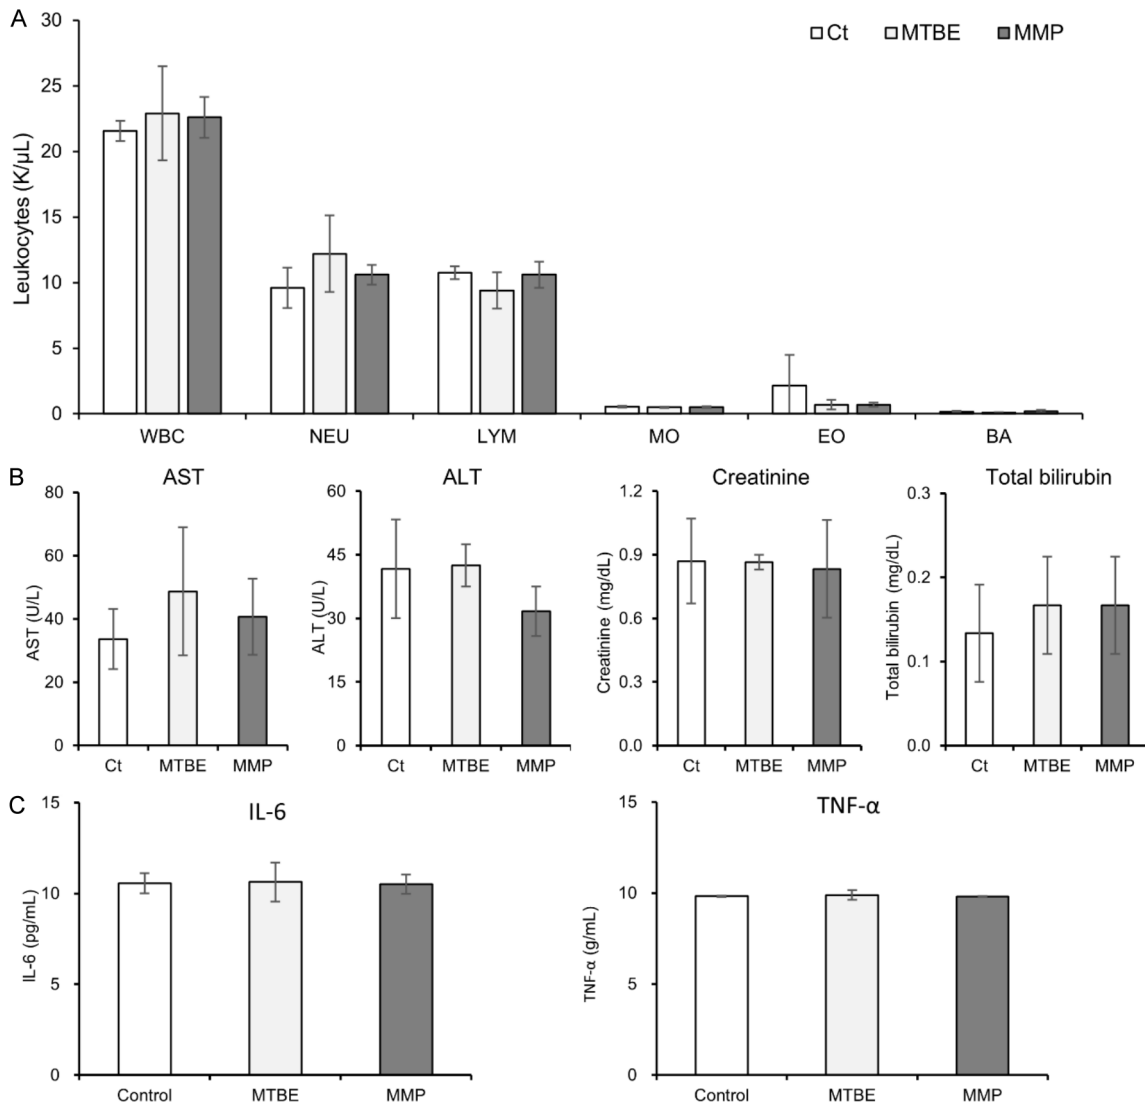 A
Ct MTBE MMP
Leukocytes (K/μL)
30
25
20
15
10
5
0
WBC NEU LYM MO EO BA
B
AST
AST (U/L)
80
60
40
20
0
Ct MTBE MMP
ALT
ALT (U/L)
60
45
30
15
0
Ct MTBE MMP
Creatinine
Creatinine (mg/dL)
1.2
0.9
0.6
0.3
0.0
Ct MTBE MMP
Total bilirubin
Total bilirubin (mg/dL)
0.3
0.2
0.1
0.0
Ct MTBE MMP
C
IL-6
IL-6 (pg/mL)
15
10
5
0
Control MTBE MMP
TNF-α
TNF-α (g/mL)
15
10
5
0
Control MTBE MMP